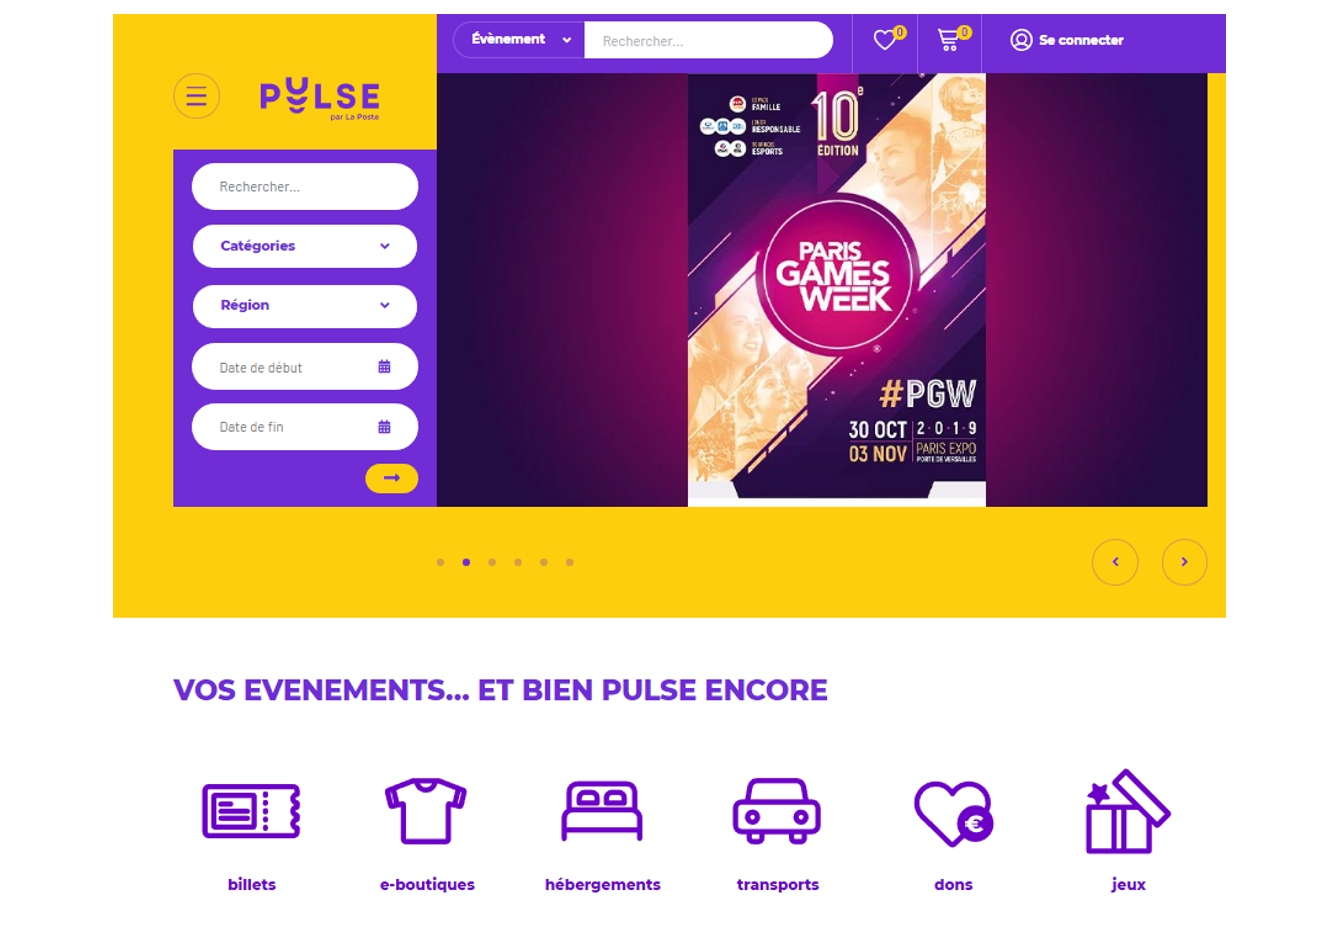 Évènement
Rechercher...
0
0
Se connecter
PULSE
par La Poste
Rechercher...
Catégories
Région
Date de début
Date de fin
ESPACE
FAMILLE
JOUER
RESPONSABLE
ESPORTS
10e
ÉDITION
PARIS
GAMES
WEEK
#PGW
30 OCT
03 NOV
2·0·1·9
PARIS EXPO
PORTE DE VERSAILLES
VOS EVENEMENTS... ET BIEN PULSE ENCORE
€
billets
e-boutiques
hébergements
transports
dons
jeux